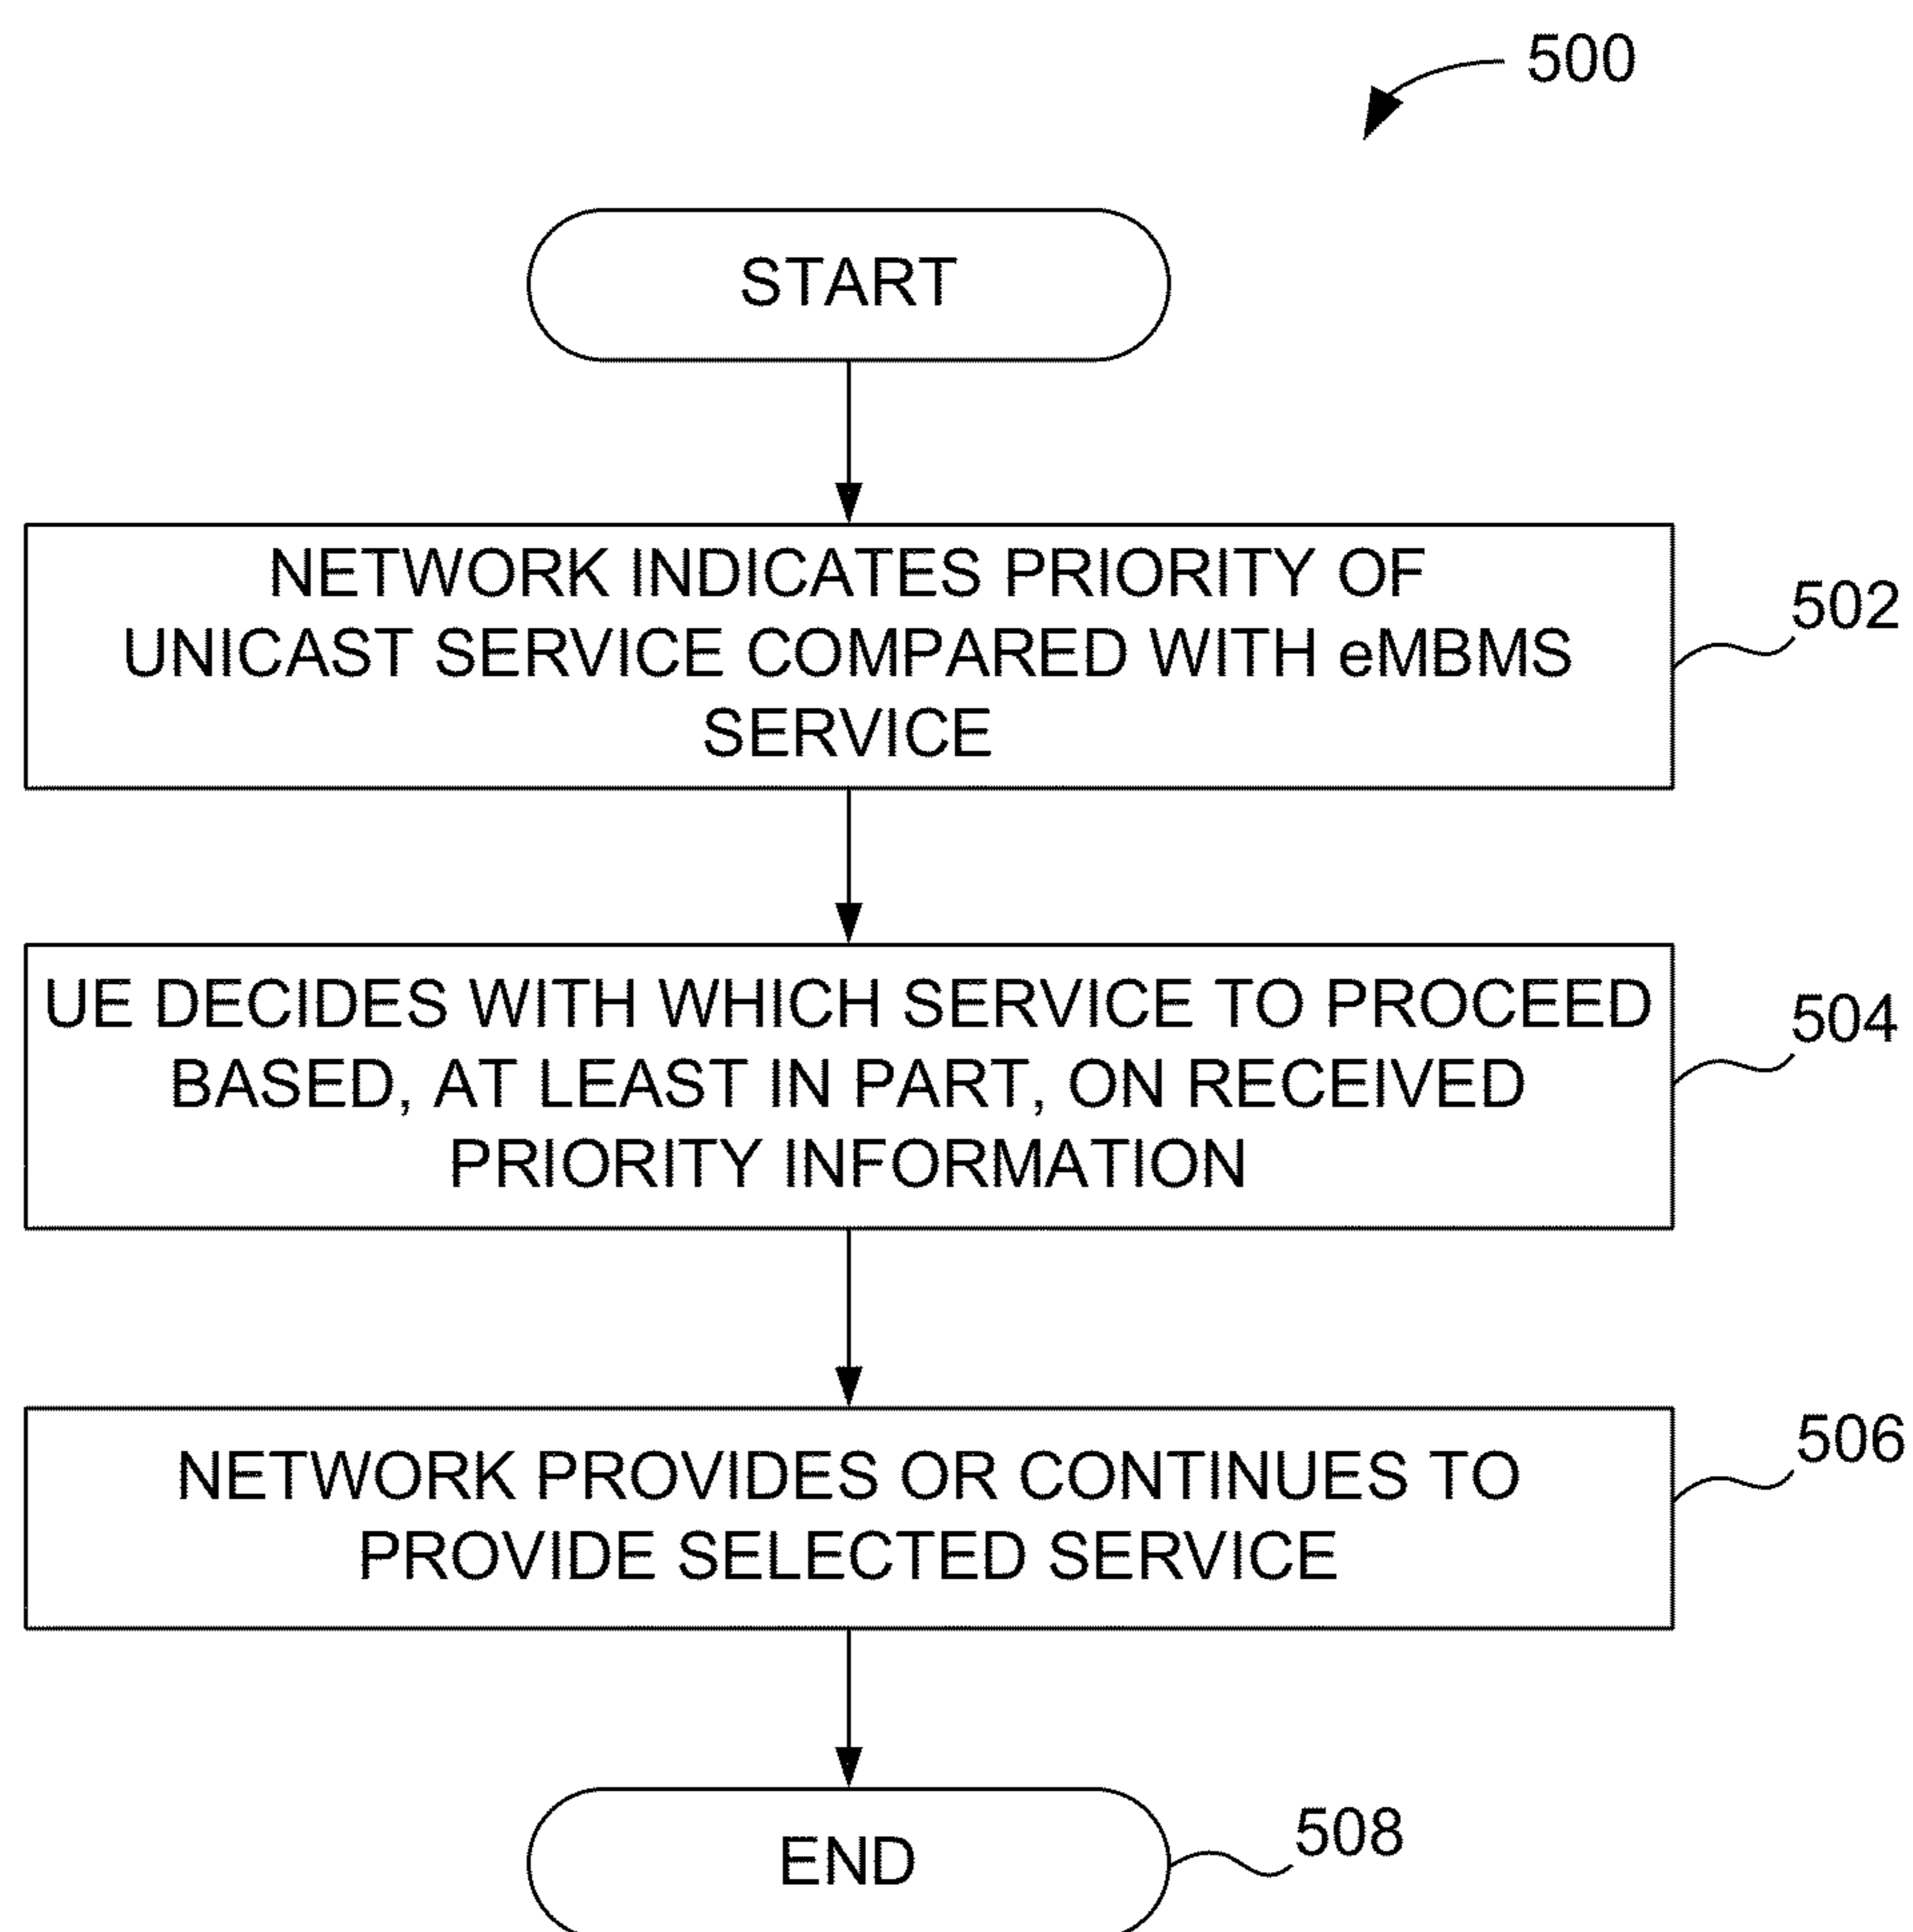 500
START
NETWORK INDICATES PRIORITY OF
UNICAST SERVICE COMPARED WITH eMBMS
SERVICE
502
UE DECIDES WITH WHICH SERVICE TO PROCEED
BASED, AT LEAST IN PART, ON RECEIVED
PRIORITY INFORMATION
504
NETWORK PROVIDES OR CONTINUES TO
PROVIDE SELECTED SERVICE
506
END
508